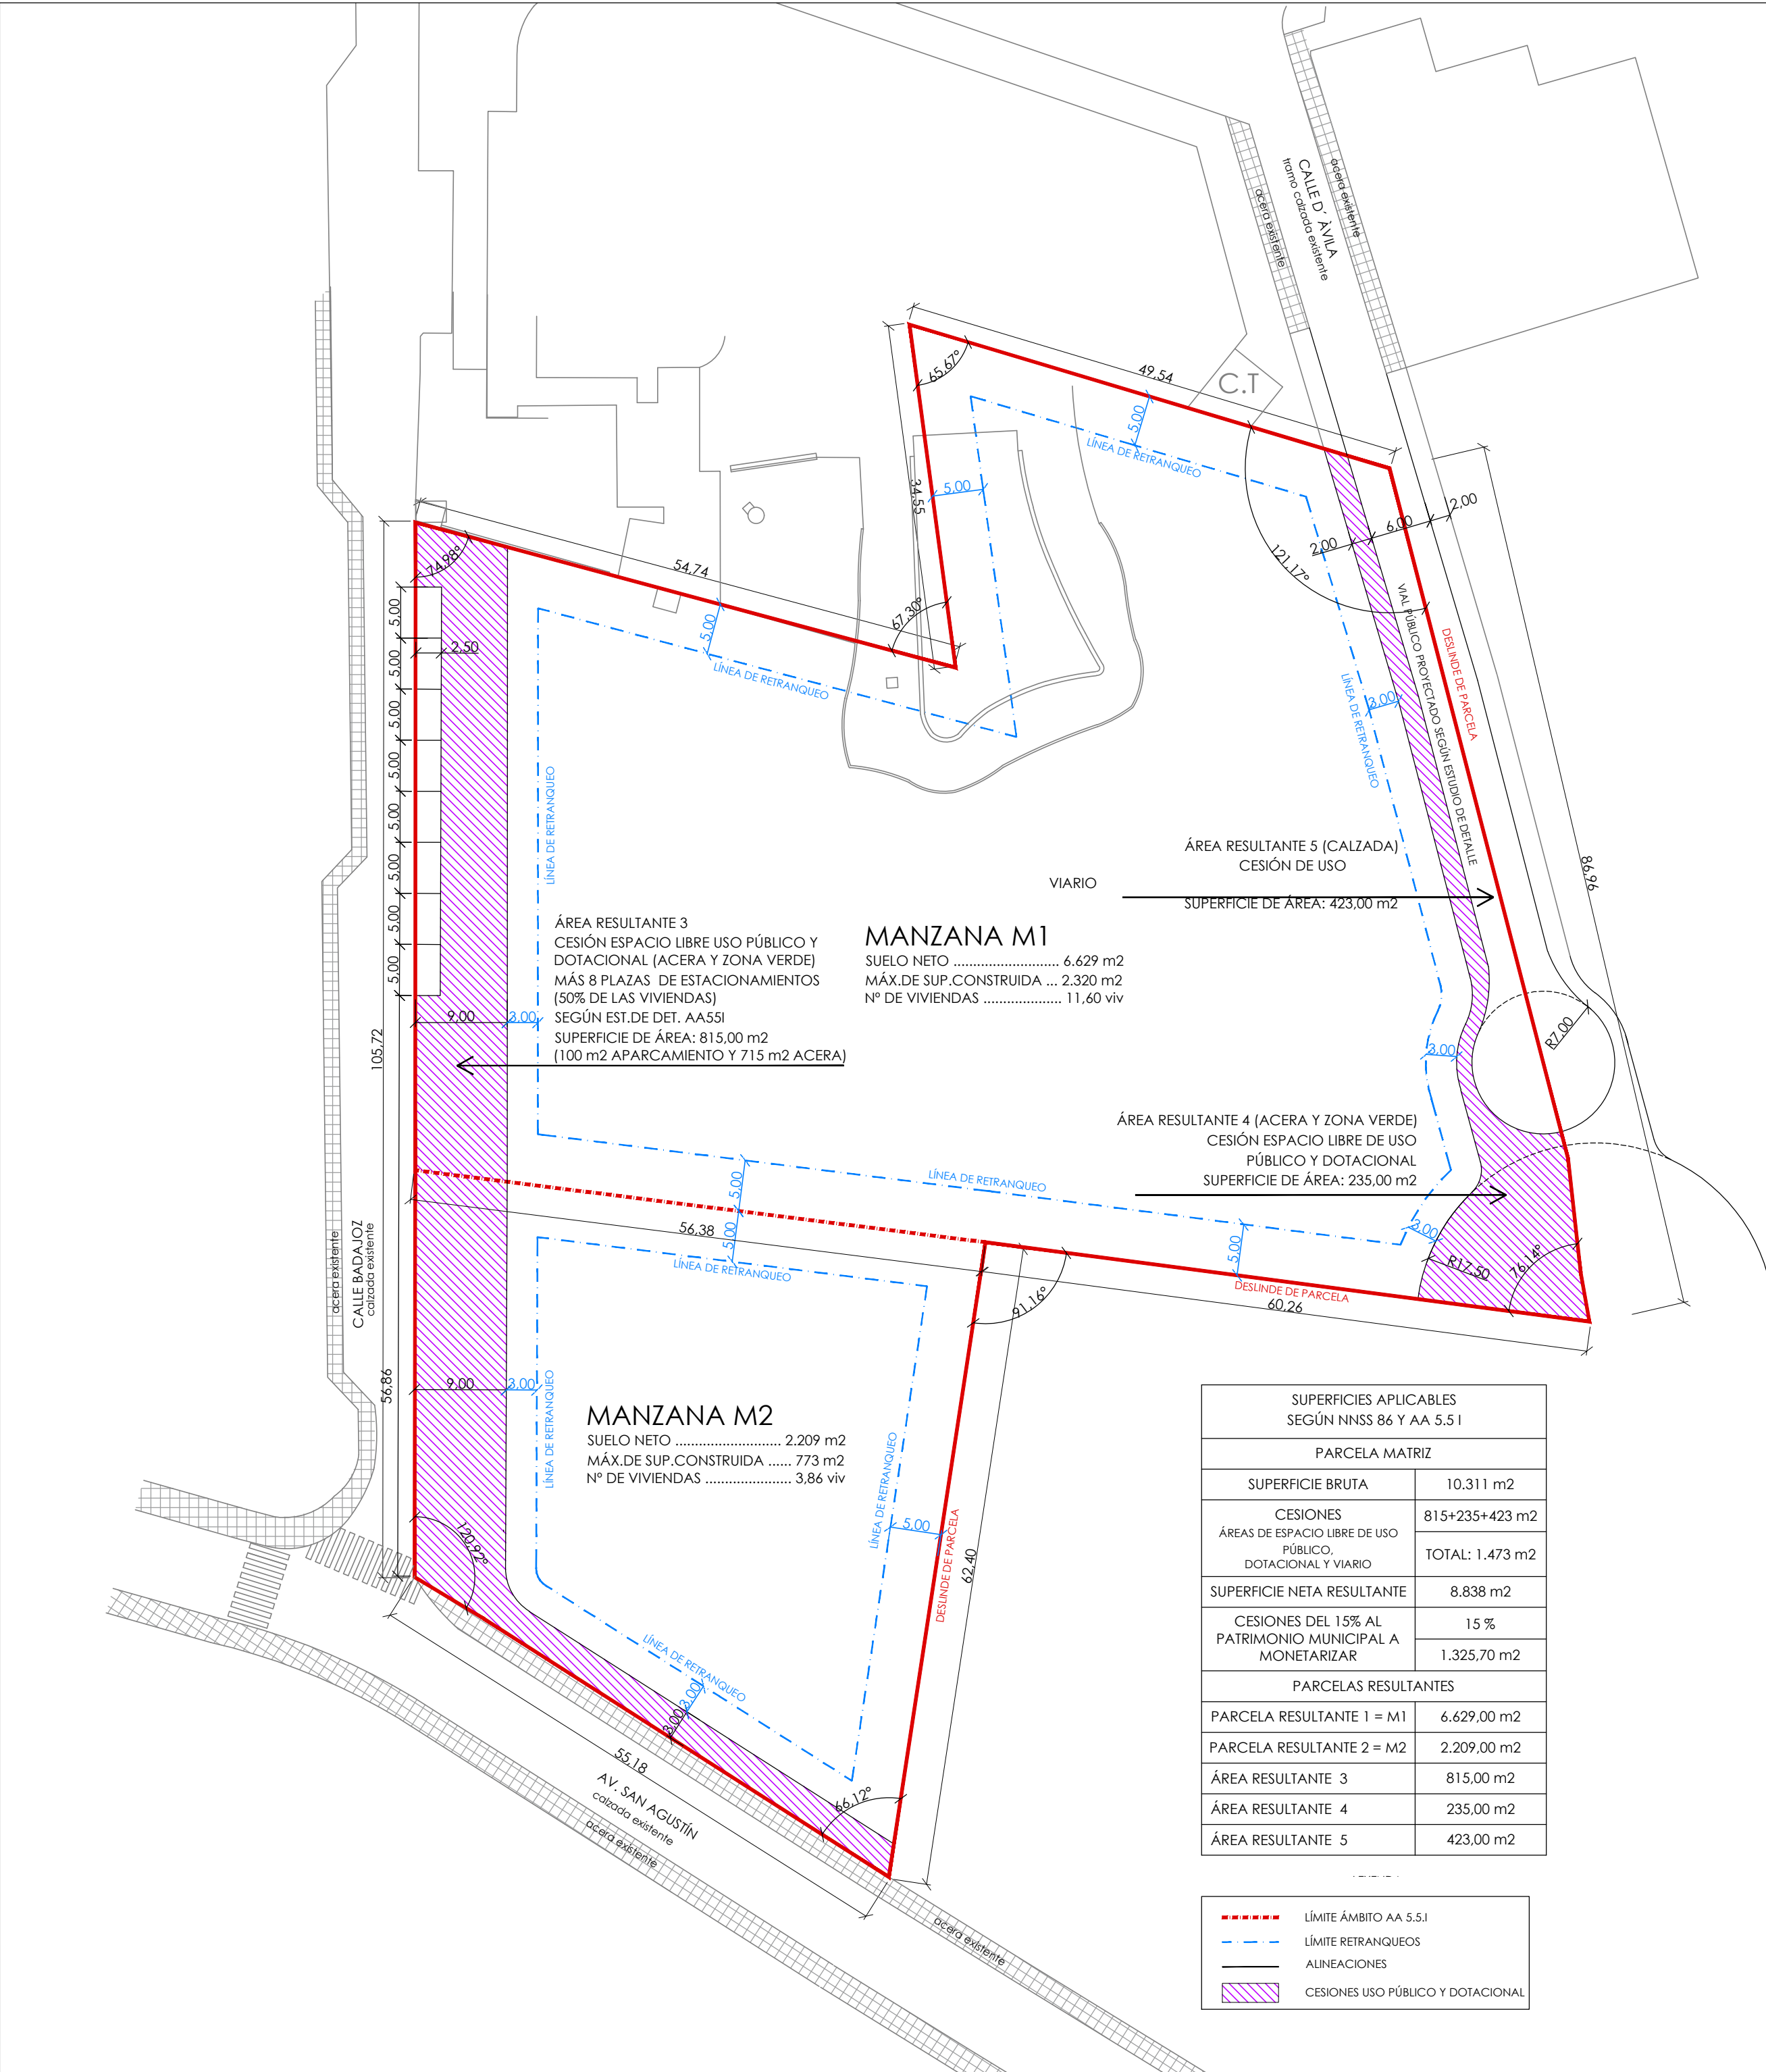 CALLE D´ ÀVILA
tramo calzada existente
acera existente
acera existente
C.T
49,54
65,67°
5,00
LÍNEA DE RETRANQUEO
34,55
5,00
2,00
6,00
2,00
121,17°
74,98°
54,74
67,30°
5,00
LÍNEA DE RETRANQUEO
2,50
5,00
5,00
5,00
5,00
5,00
5,00
5,00
5,00
LÍNEA DE RETRANQUEO
VIAL PÚBLICO PROYECTADO SEGÚN ESTUDIO DE DETALLE
DESLINDE DE PARCELA
LÍNEA DE RETRANQUEO
3,00
86,96
ÁREA RESULTANTE 5 (CALZADA)
CESIÓN DE USO
VIARIO
SUPERFICIE DE ÁREA: 423,00 m2
ÁREA RESULTANTE 3
CESIÓN ESPACIO LIBRE USO PÚBLICO Y
DOTACIONAL (ACERA Y ZONA VERDE)
MÁS 8 PLAZAS DE ESTACIONAMIENTOS
(50% DE LAS VIVIENDAS)
SEGÚN EST.DE DET. AA55I
SUPERFICIE DE ÁREA: 815,00 m2
(100 m2 APARCAMIENTO Y 715 m2 ACERA)
MANZANA M1
SUELO NETO ........................... 6.629 m2
MÁX.DE SUP.CONSTRUIDA ... 2.320 m2
Nº DE VIVIENDAS .................... 11,60 viv
9,00
3,00
105,72
R7,00
3,00
ÁREA RESULTANTE 4 (ACERA Y ZONA VERDE)
CESIÓN ESPACIO LIBRE DE USO
PÚBLICO Y DOTACIONAL
SUPERFICIE DE ÁREA: 235,00 m2
5,00
5,00
LÍNEA DE RETRANQUEO
56,38
LÍNEA DE RETRANQUEO
5,00
3,00
R17,50
76,14°
DESLINDE DE PARCELA
60,26
91,16°
acera existente
CALLE BADAJOZ
calzada existente
56,86
9,00
3,00
LÍNEA DE RETRANQUEO
MANZANA M2
SUELO NETO ........................... 2.209 m2
MÁX.DE SUP.CONSTRUIDA ...... 773 m2
Nº DE VIVIENDAS ...................... 3,86 viv
LÍNEA DE RETRANQUEO
5,00
DESLINDE DE PARCELA
62,40
120,92°
LÍNEA DE RETRANQUEO
3,00
3,00
55,18
66,12°
AV. SAN AGUSTÍN
calzada existente
acera existente
acera existente
SUPERFICIES APLICABLES
SEGÚN NNSS 86 Y AA 5.5 I
PARCELA MATRIZ
SUPERFICIE BRUTA 10.311 m2
CESIONES 815+235+423 m2
ÁREAS DE ESPACIO LIBRE DE USO
PÚBLICO,
DOTACIONAL Y VIARIO
TOTAL: 1.473 m2
SUPERFICIE NETA RESULTANTE 8.838 m2
CESIONES DEL 15% AL
PATRIMONIO MUNICIPAL A
MONETARIZAR
15 %
1.325,70 m2
PARCELAS RESULTANTES
PARCELA RESULTANTE 1 = M1 6.629,00 m2
PARCELA RESULTANTE 2 = M2 2.209,00 m2
ÁREA RESULTANTE 3 815,00 m2
ÁREA RESULTANTE 4 235,00 m2
ÁREA RESULTANTE 5 423,00 m2
LÍMITE ÁMBITO AA 5.5.I
LÍMITE RETRANQUEOS
ALINEACIONES
CESIONES USO PÚBLICO Y DOTACIONAL